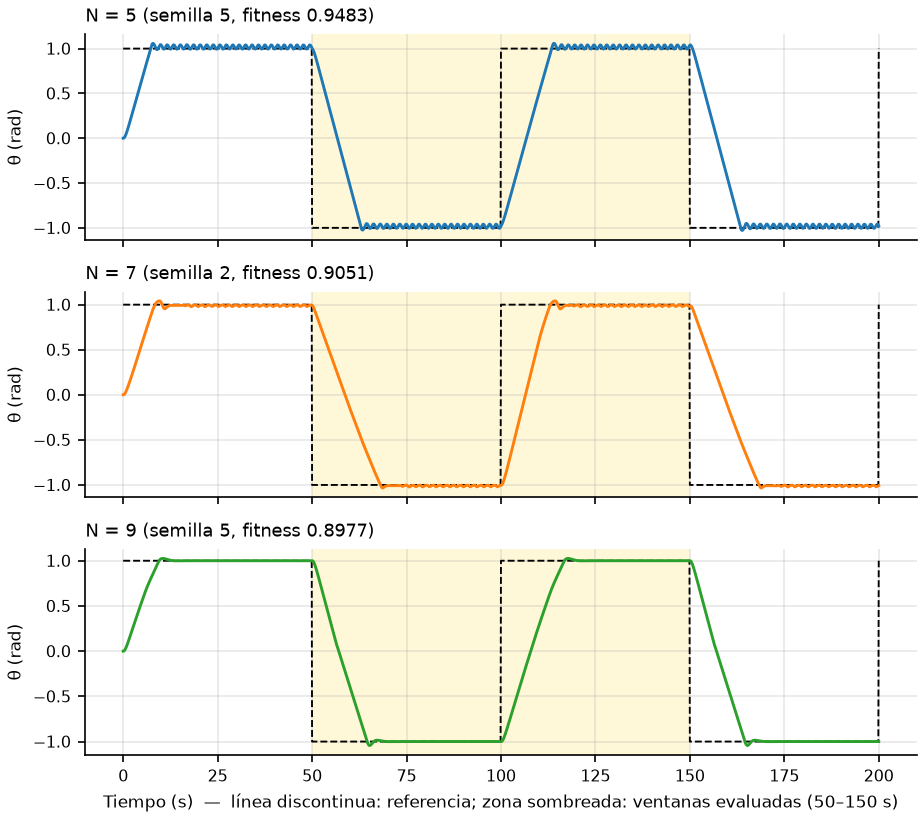 N = 5 (semilla 5, fitness 0.9483)
1.0
0.5
0.0
−0.5
−1.0
θ (rad)
N = 7 (semilla 2, fitness 0.9051)
1.0
0.5
0.0
−0.5
−1.0
θ (rad)
N = 9 (semilla 5, fitness 0.8977)
1.0
0.5
0.0
−0.5
−1.0
θ (rad)
0 25 50 75 100 125 150 175 200
Tiempo (s) — línea discontinua: referencia; zona sombreada: ventanas evaluadas (50–150 s)